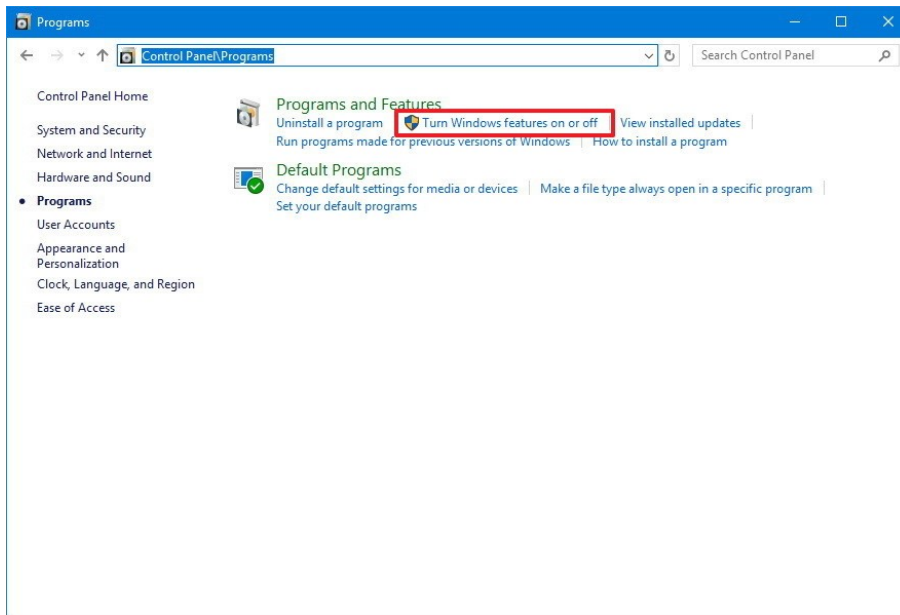 Programs
Control Panel\Programs
Search Control Panel
Control Panel Home
System and Security
Network and Internet
Hardware and Sound
Programs
User Accounts
Appearance and
Personalization
Clock, Language, and Region
Ease of Access
Programs and Features
Uninstall a program Turn Windows features on or off View installed updates
Run programs made for previous versions of Windows How to install a program
Default Programs
Change default settings for media or devices Make a file type always open in a specific program
Set your default programs